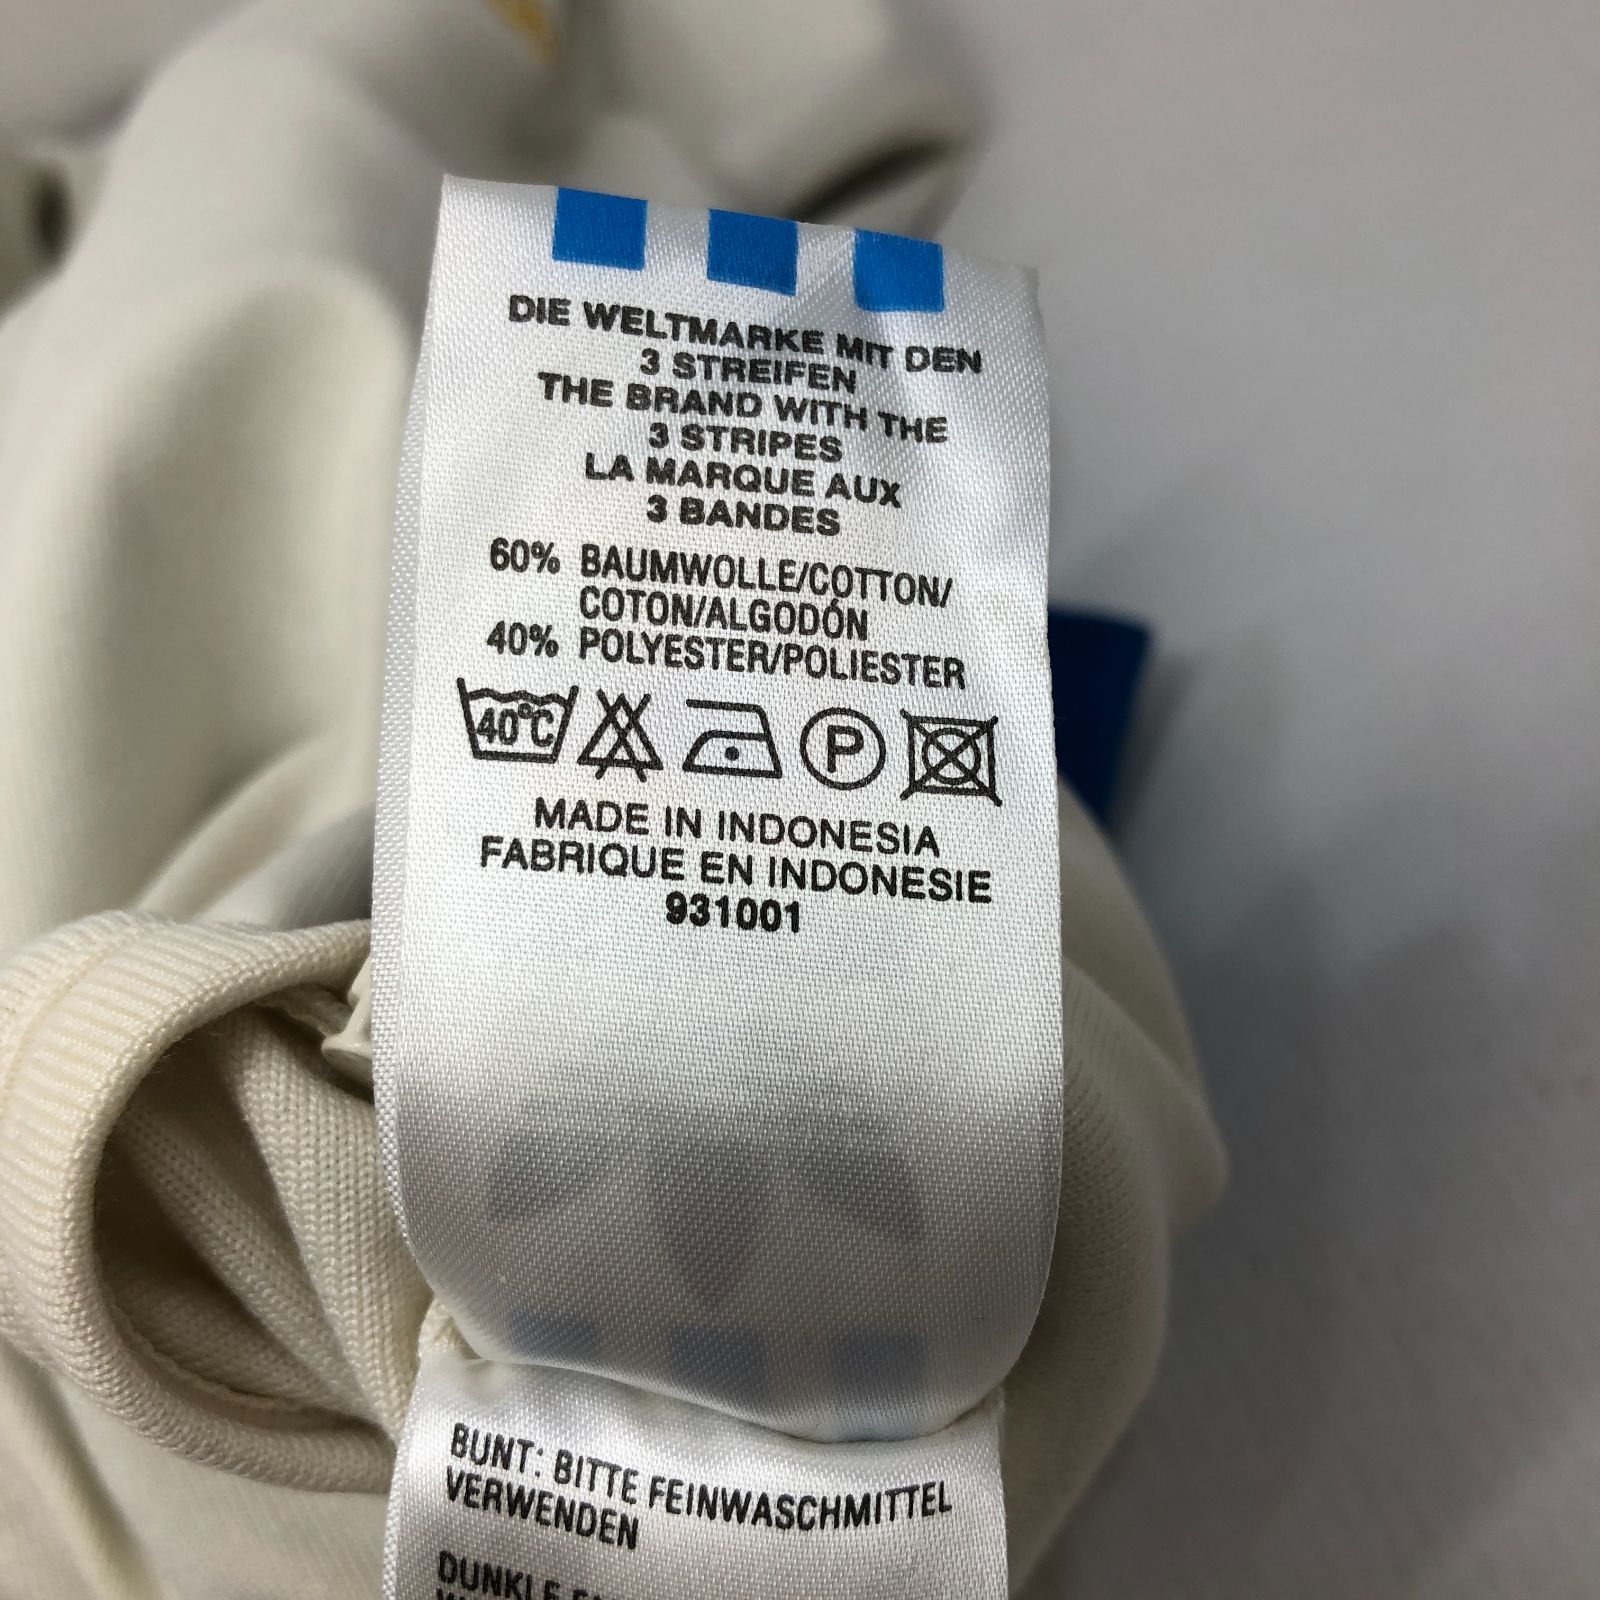 DIE WELTMARKE MIT DEN
3 STREIFEN
THE BRAND WITH THE
3 STRIPES
LA MARQUE AUX
3 BANDES
60% BAUMWOLLE/COTTON/
COTON/ALGODÓN
40% POLYESTER/POLIESTER
40°C P
MADE IN INDONESIA
FABRIQUE EN INDONESIE
931001
BUNT: BITTE FEINWASCHMITTEL
VERWENDEN
DUNKLE